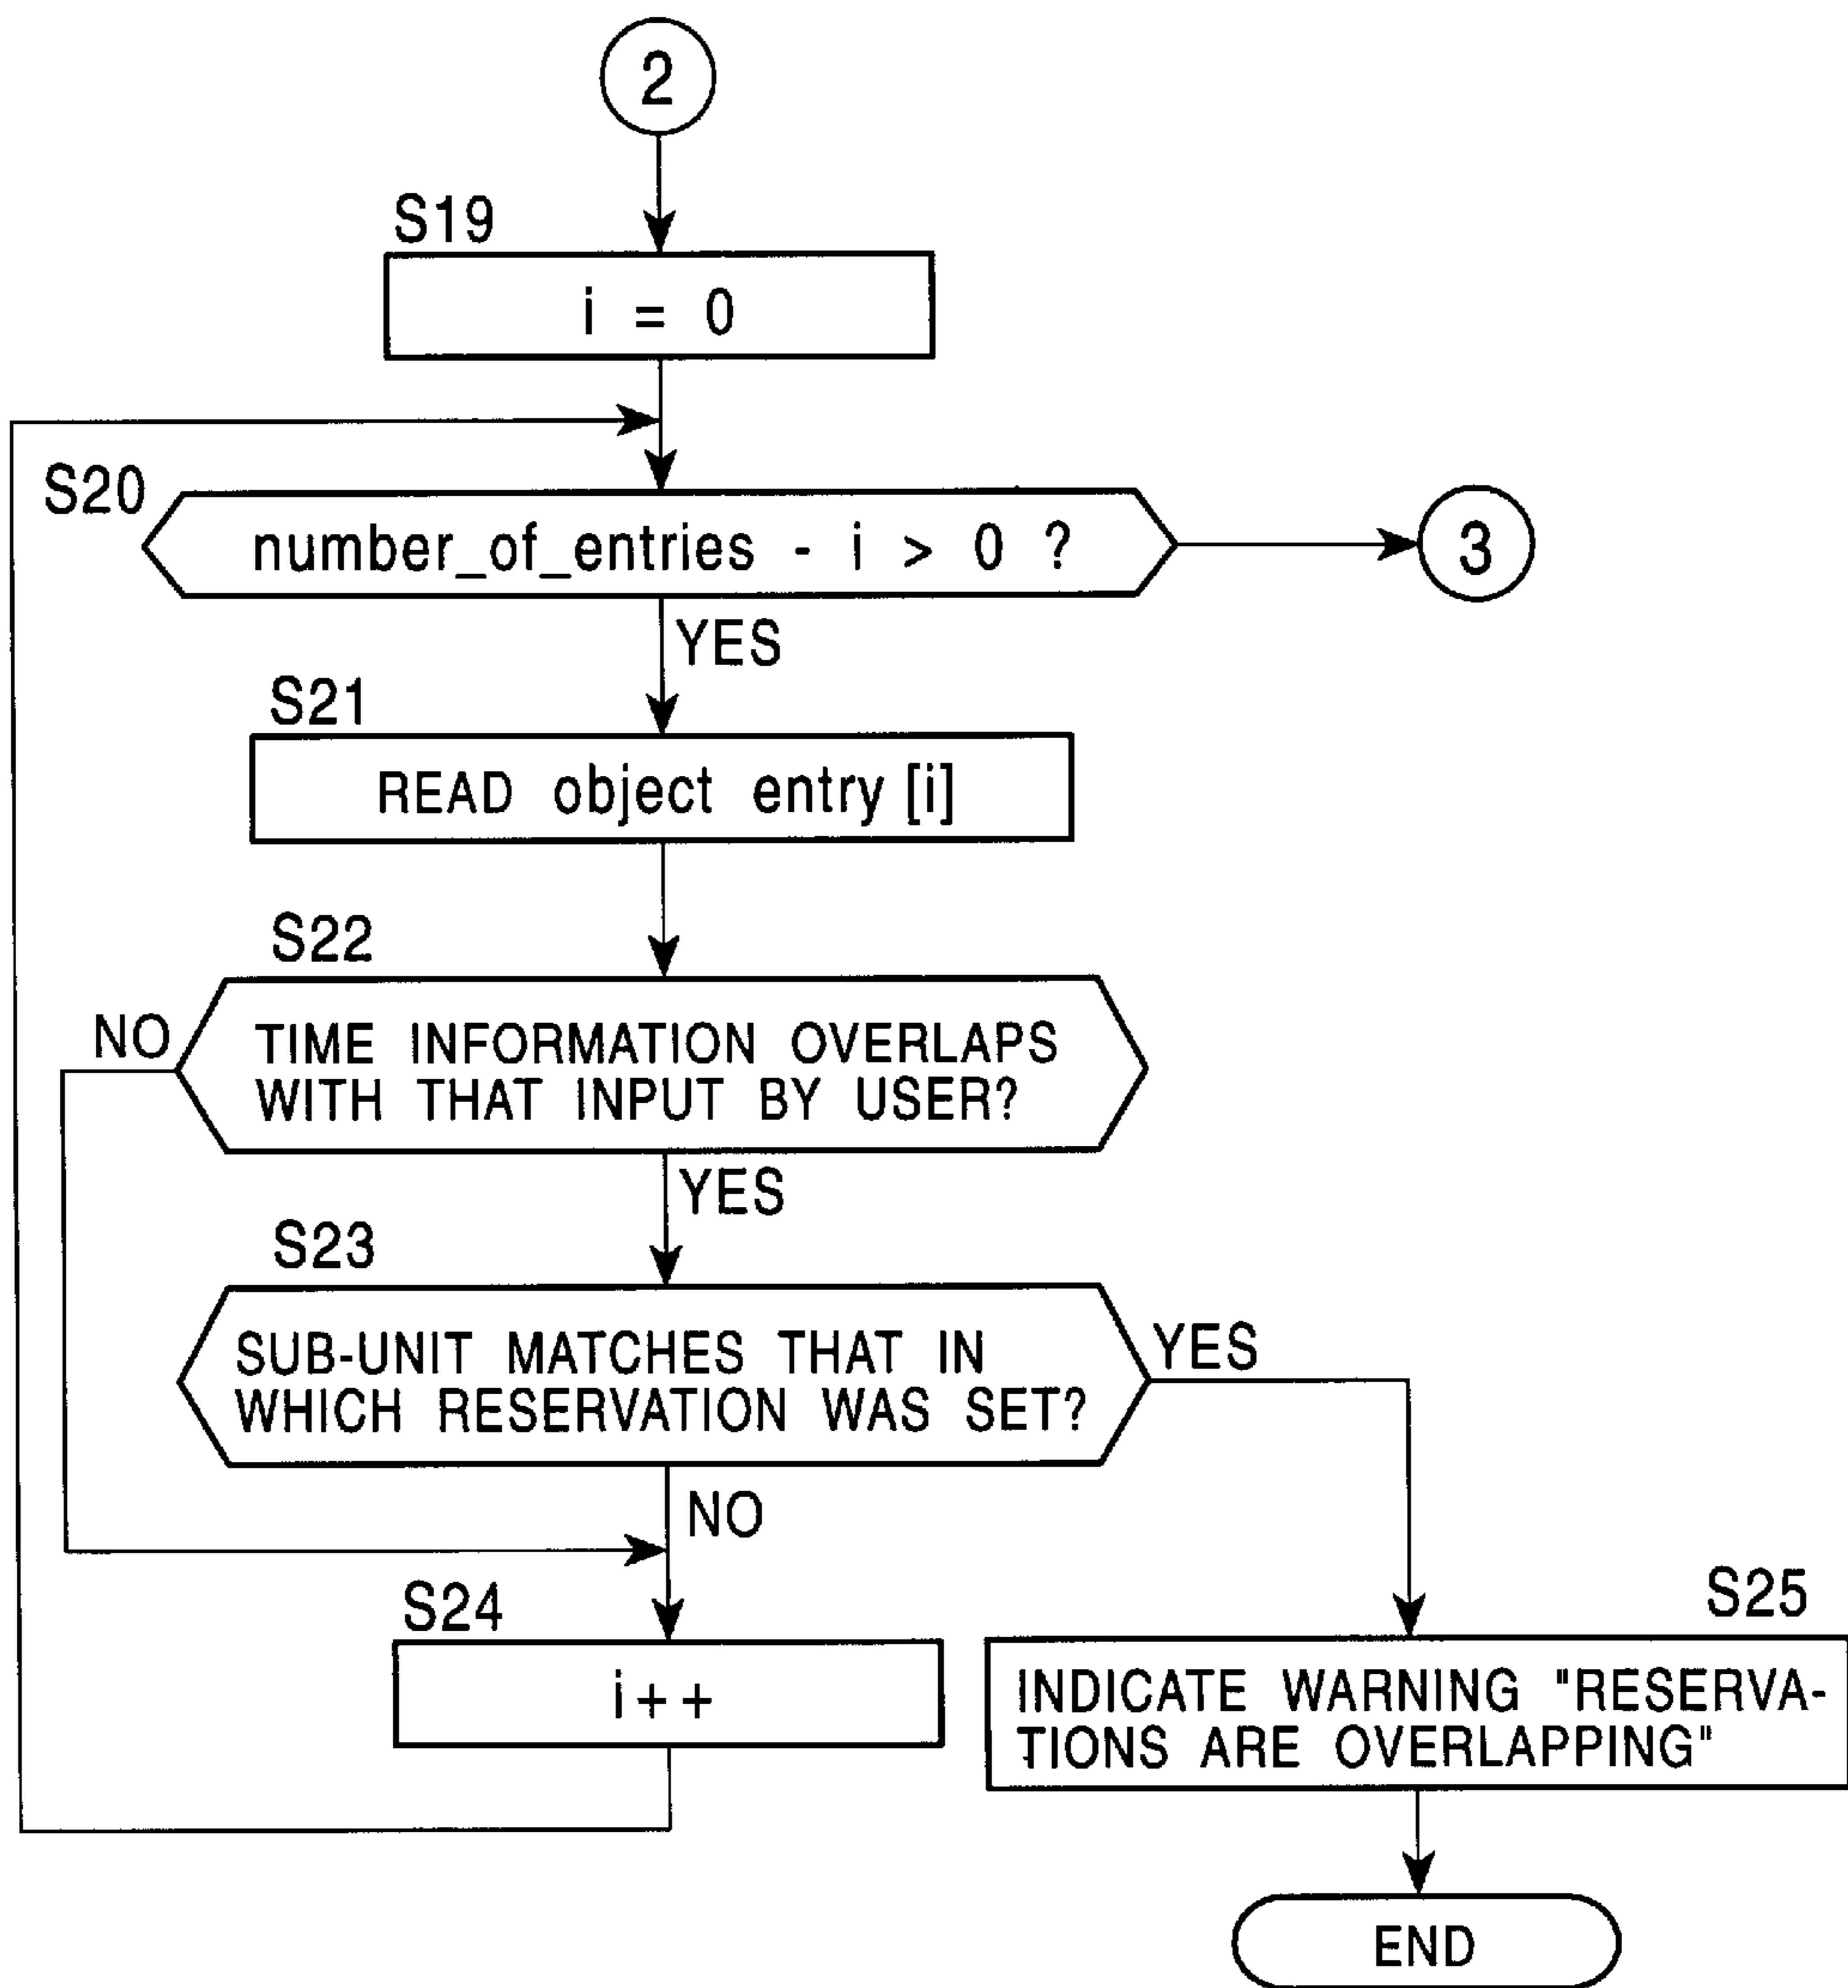 2
S19
i = 0
S20
number_of_entries - i > 0 ?
3
YES
S21
READ object entry [i]
S22
NO
TIME INFORMATION OVERLAPS
WITH THAT INPUT BY USER?
YES
S23
SUB-UNIT MATCHES THAT IN
WHICH RESERVATION WAS SET?
YES
NO
S24
i++
S25
INDICATE WARNING "RESERVA-
TIONS ARE OVERLAPPING"
END